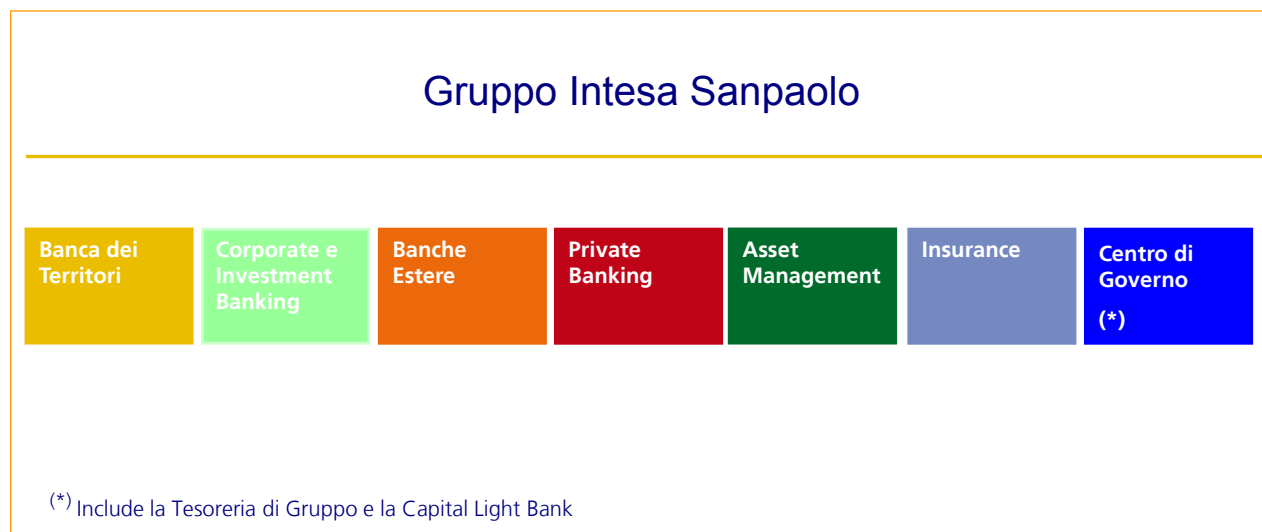 Gruppo Intesa Sanpaolo
Banca dei
Territori
Corporate e
Investment
Banking
Banche
Estere
Private
Banking
Asset
Management
Insurance
Centro di
Governo
(*)
(*) Include la Tesoreria di Gruppo e la Capital Light Bank